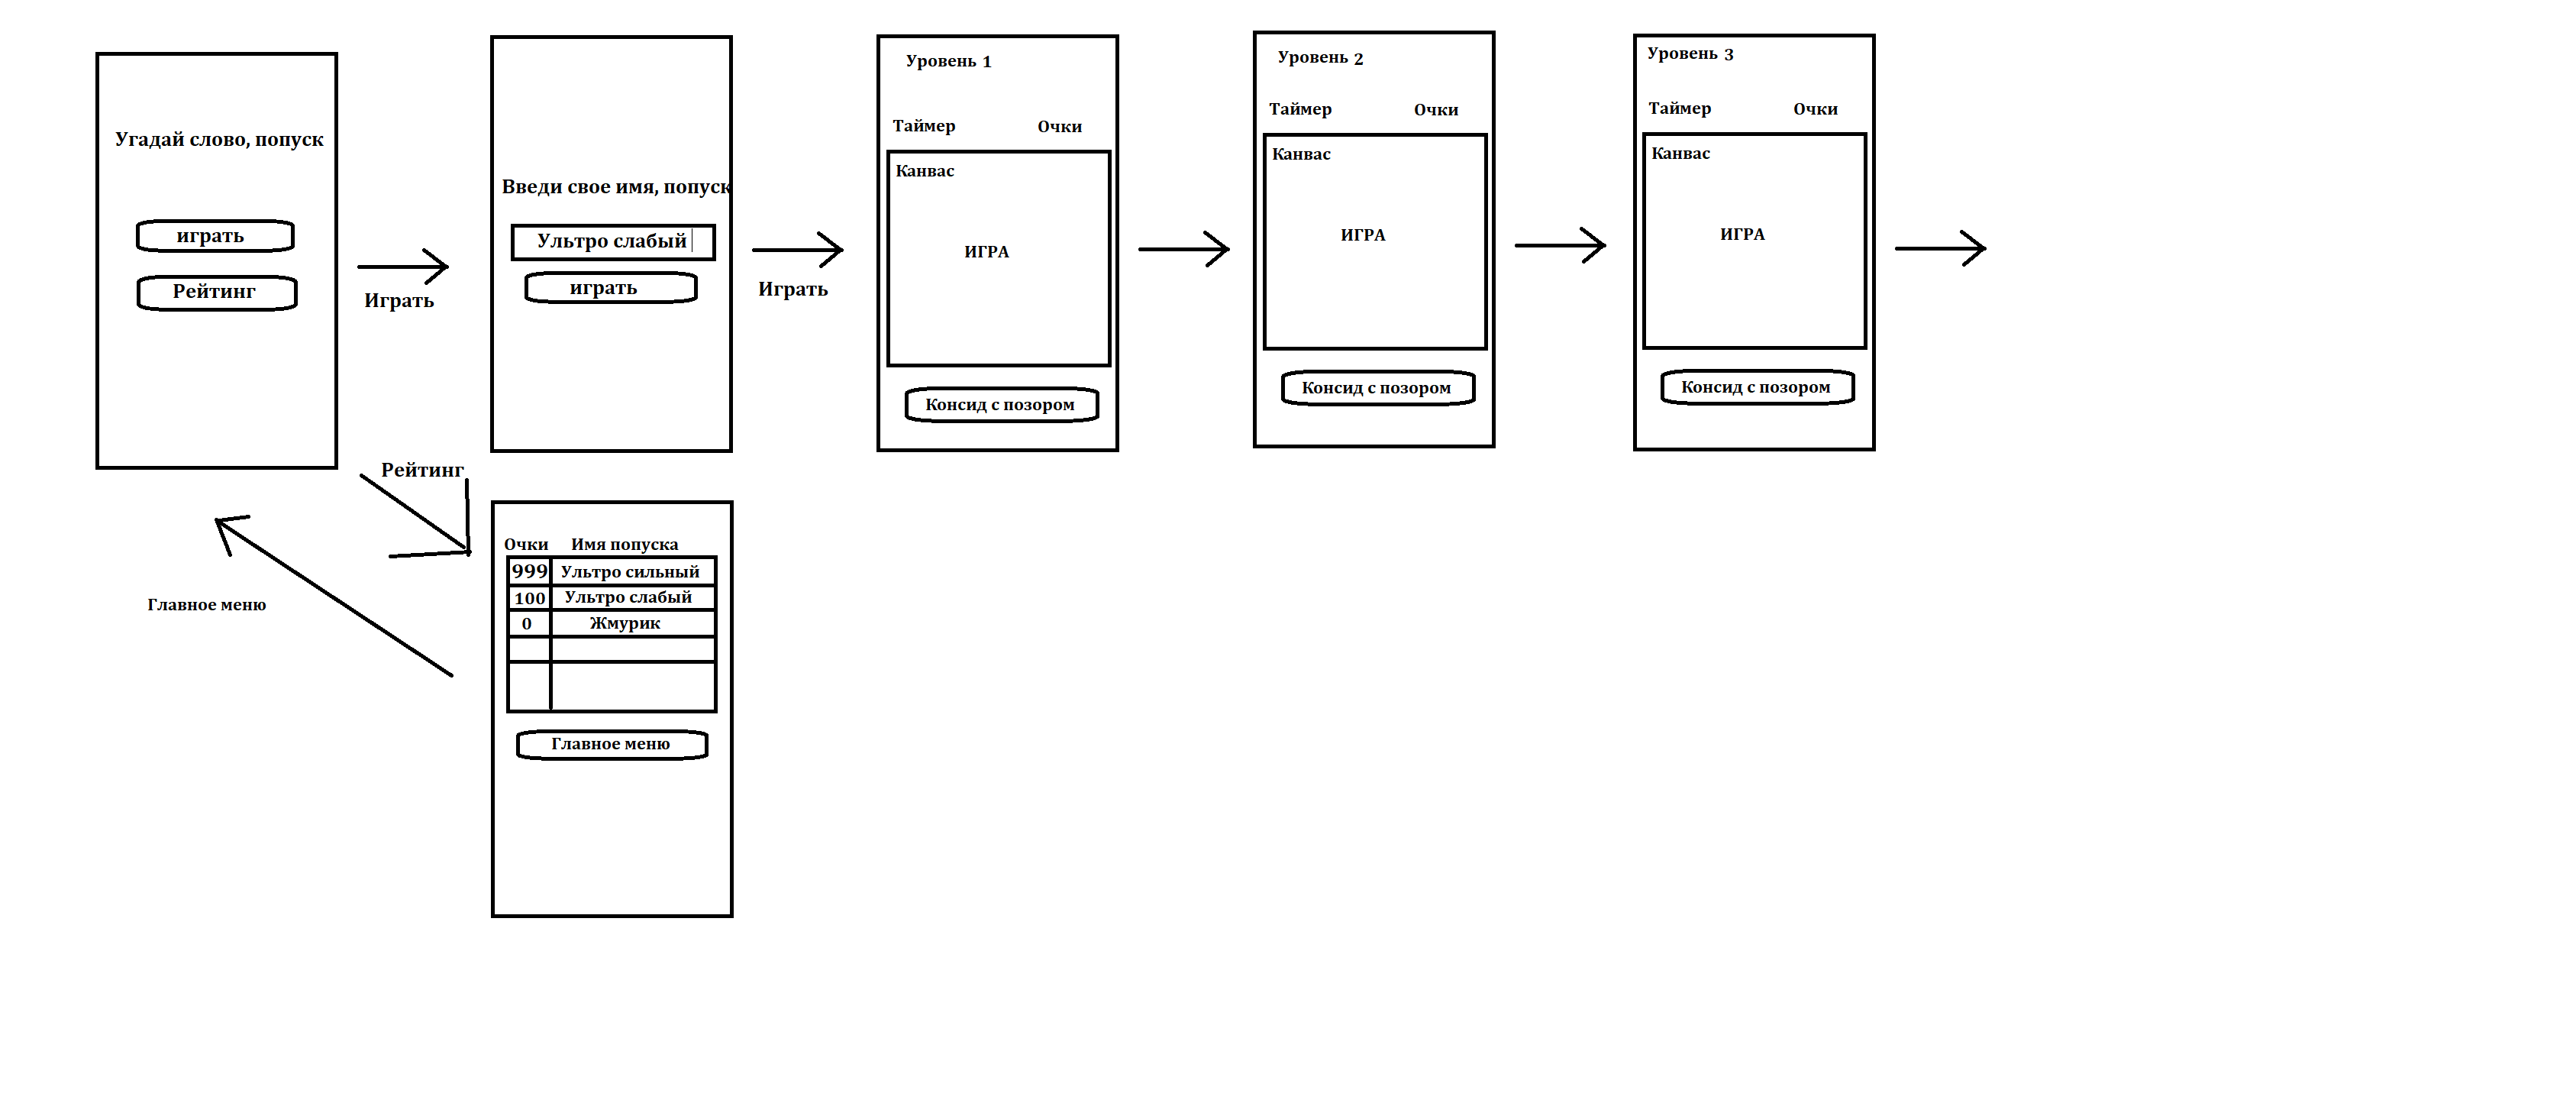 Угадай слово, попуск
играть
Рейтинг
Играть
Введи свое имя, попуск
Ультро слабый
играть
Играть
Уровень 1
Таймер Очки
Канвас
ИГРА
Консид с позором
Уровень 2
Таймер Очки
Канвас
ИГРА
Консид с позором
Уровень 3
Таймер Очки
Канвас
ИГРА
Консид с позором
Рейтинг
Главное меню
Очки Имя попуска
999 Ультро сильный
100 Ультро слабый
0 Жмурик
Главное меню